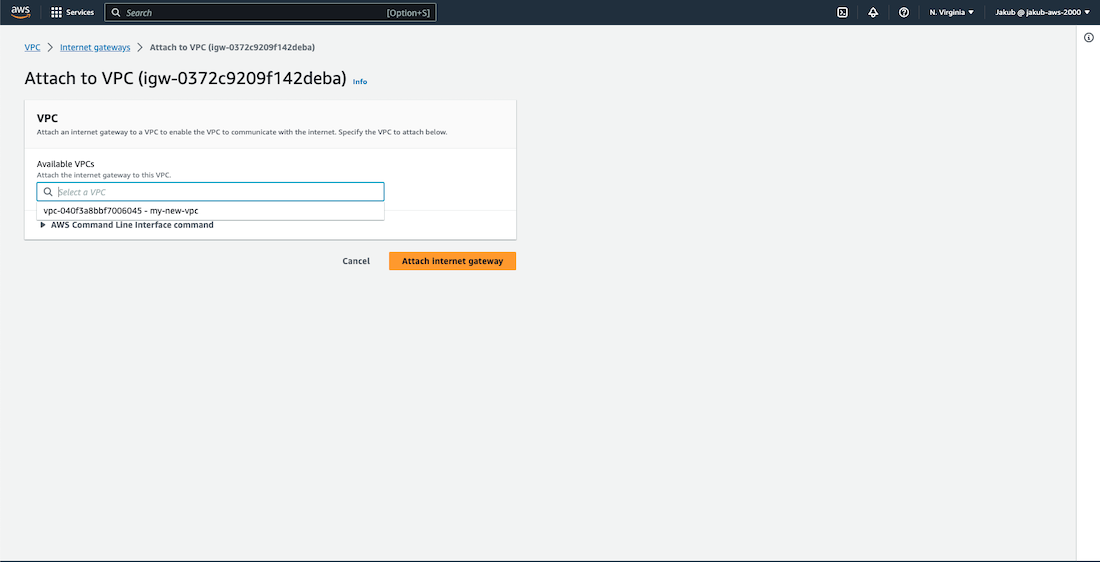 aws Services Search [Option+S] N. Virginia Jakub @ jakub-aws-2000
VPC Internet gateways Attach to VPC (igw-0372c9209f142deba)
Attach to VPC (igw-0372c9209f142deba) Info
VPC
Attach an internet gateway to a VPC to enable the VPC to communicate with the internet. Specify the VPC to attach below.
Available VPCs
Attach the internet gateway to this VPC.
Select a VPC
vpc-040f3a8bbf7006045 - my-new-vpc
AWS Command Line Interface command
Cancel Attach internet gateway